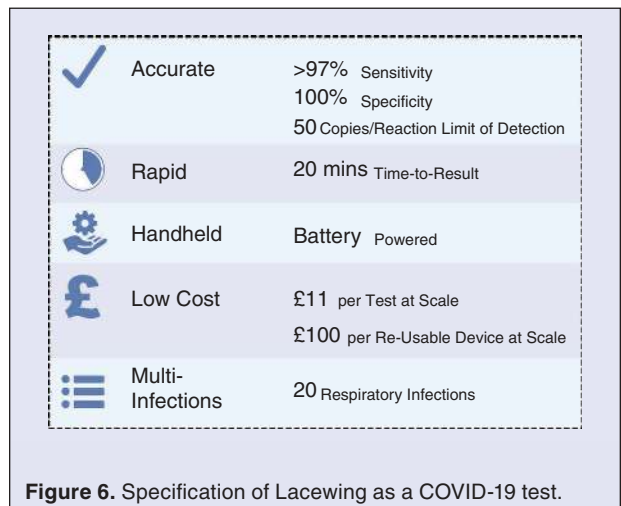 Accurate >97% Sensitivity
100% Specificity
50 Copies/Reaction Limit of Detection
Rapid 20 mins Time-to-Result
Handheld Battery Powered
£ Low Cost £11 per Test at Scale
£100 per Re-Usable Device at Scale
Multi-
Infections 20 Respiratory Infections
Figure 6. Specification of Lacewing as a COVID-19 test.